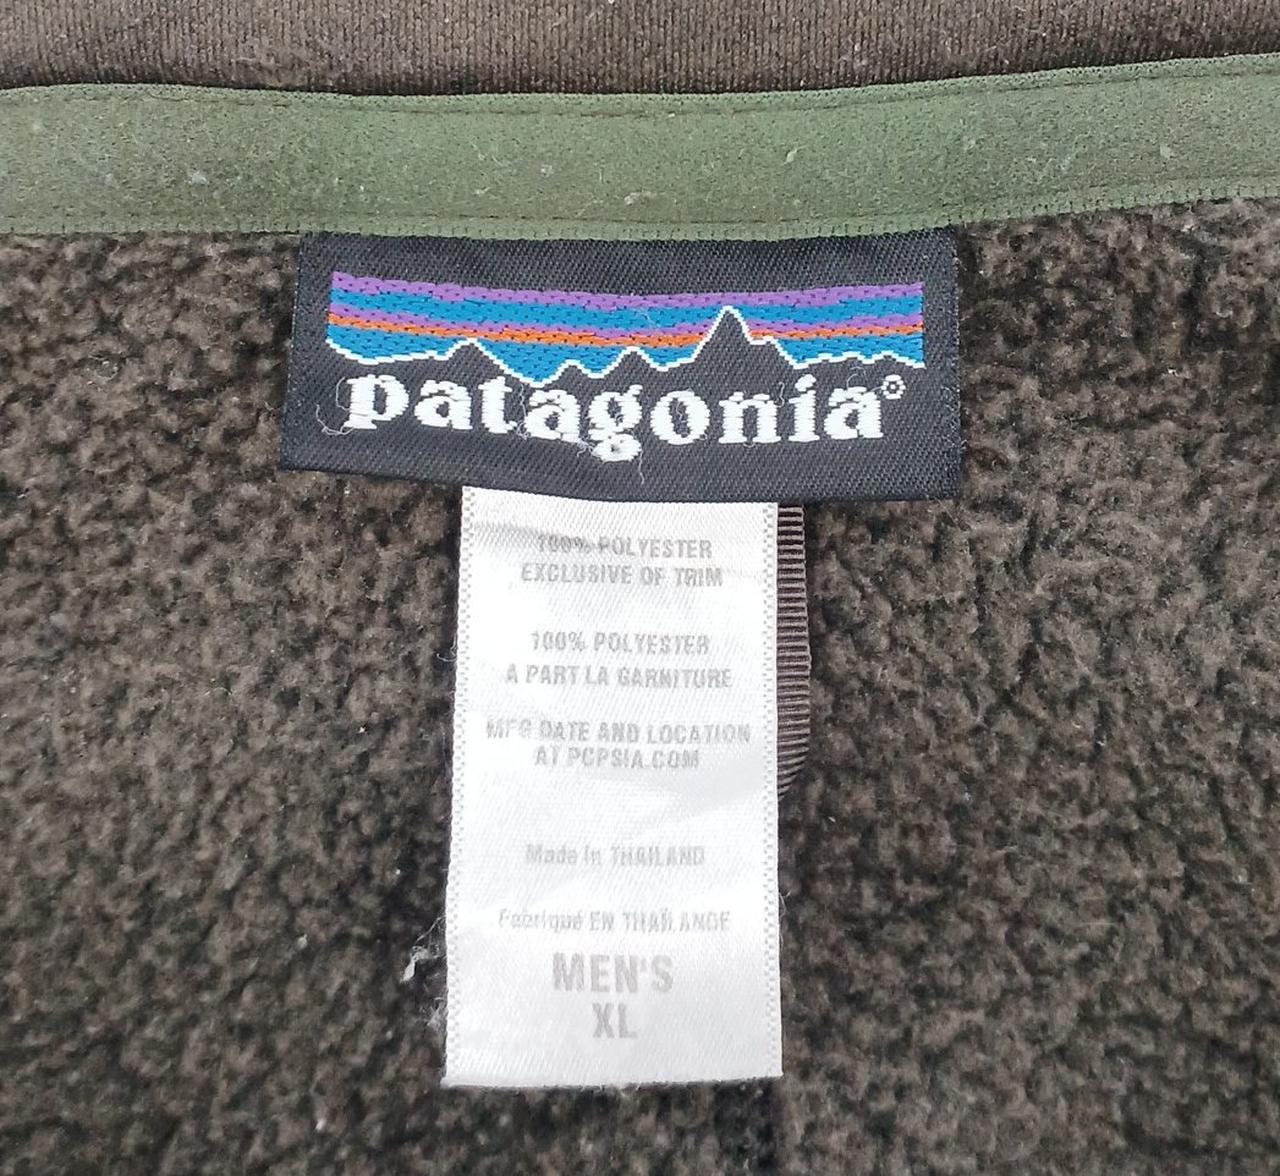 patagonia®
100% POLYESTER
EXCLUSIVE OF TRIM
100% POLYESTER
A PART LA GARNITURE
MFG DATE AND LOCATION
AT PCPSIA.COM
Made in THAILAND
Fabriqué EN THAÏLANDE
MEN'S
XL